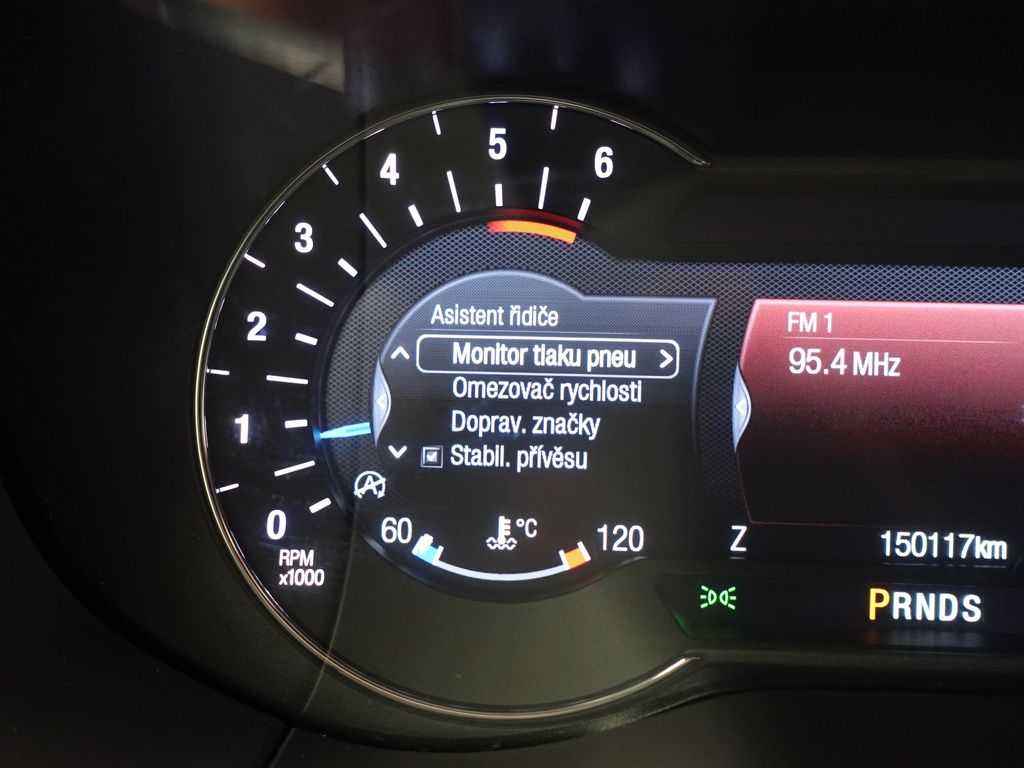 6
5
4
3
2
1
0
RPM
x1000
Asistent řidiče
Monitor tlaku pneu
Omezovač rychlosti
Doprav. značky
Stabil. přívěsu
60
°C
120
FM 1
95.4 MHz
Z
150117km
PRNDS